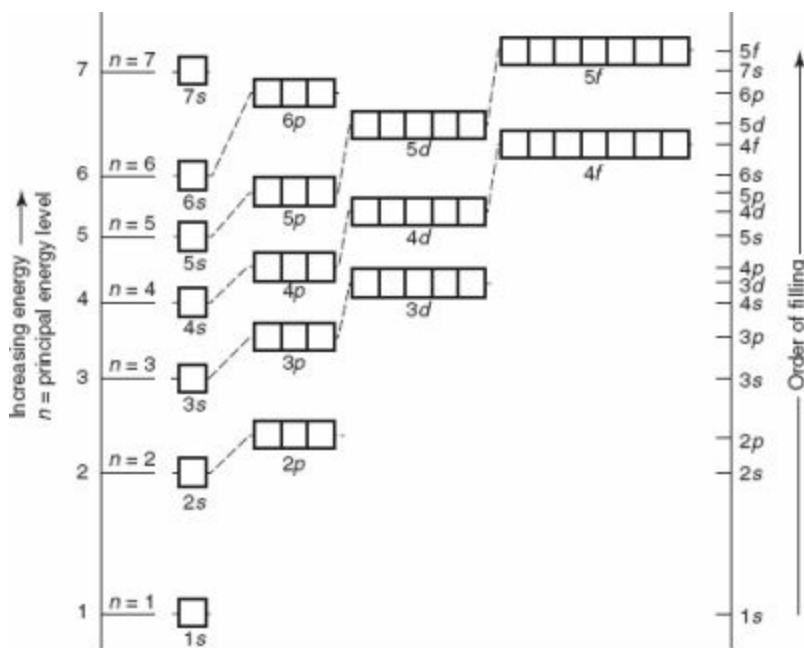 n = 7
7
7s
6p
5f
5d
4f
n = 6
6
6s
5p
n = 5
5
5s
4d
4p
n = 4
4
4s
3d
3p
n = 3
3
3s
n = 2
2
2s
2p
n = 1
1
1s
Increasing energy
n = principal energy level
5f
7s
6p
5d
4f
6s
5p
4d
5s
4p
3d
4s
3p
3s
2p
2s
1s
Order of filling